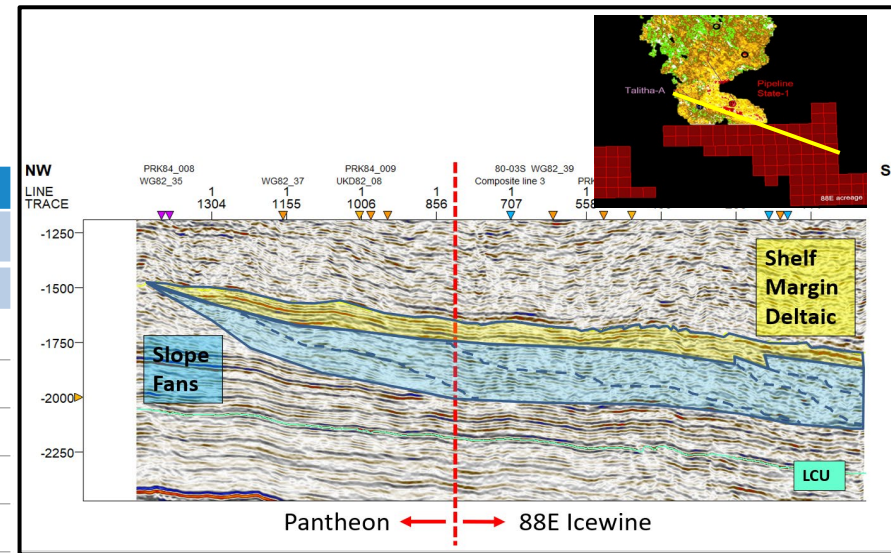 Talitha-A
Pipeline
State-1
88E acreage
NW
S
PRK84_008
PRK84_009
80-03S WG82_39
WG82_35
WG82_37
UKD82_08
Composite line 3
LINE
1
1
1
1
1
1
TRACE
1304
1155
1006
856
707
558
-1250
-1500
-1750
-2000
-2250
Shelf
Margin
Deltaic
Slope
Fans
LCU
Pantheon
88E Icewine